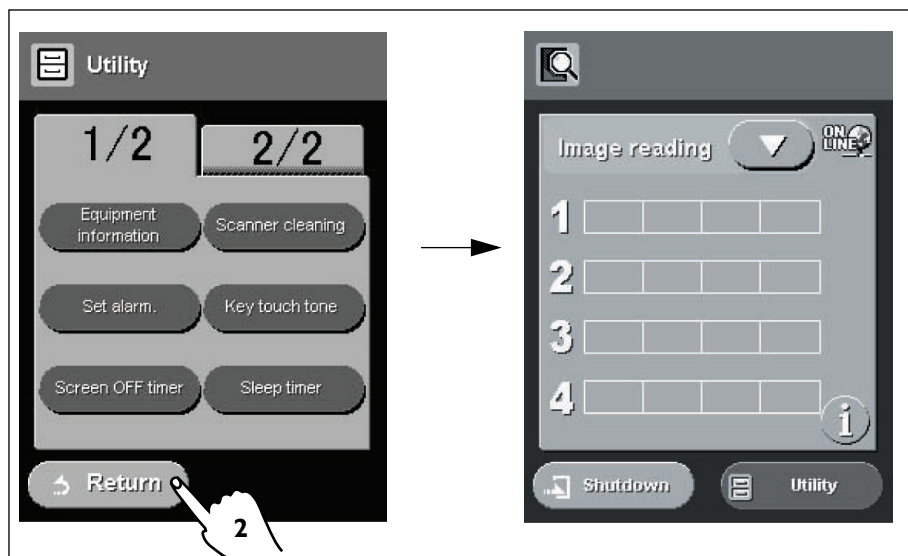 Utility
1/2
2/2
Equipment
information
Scanner cleaning
Set alarm.
Key touch tone
Screen OFF timer
Sleep timer
Return
2
Image reading
ON
LINE
1
2
3
4
i
Shutdown
Utility